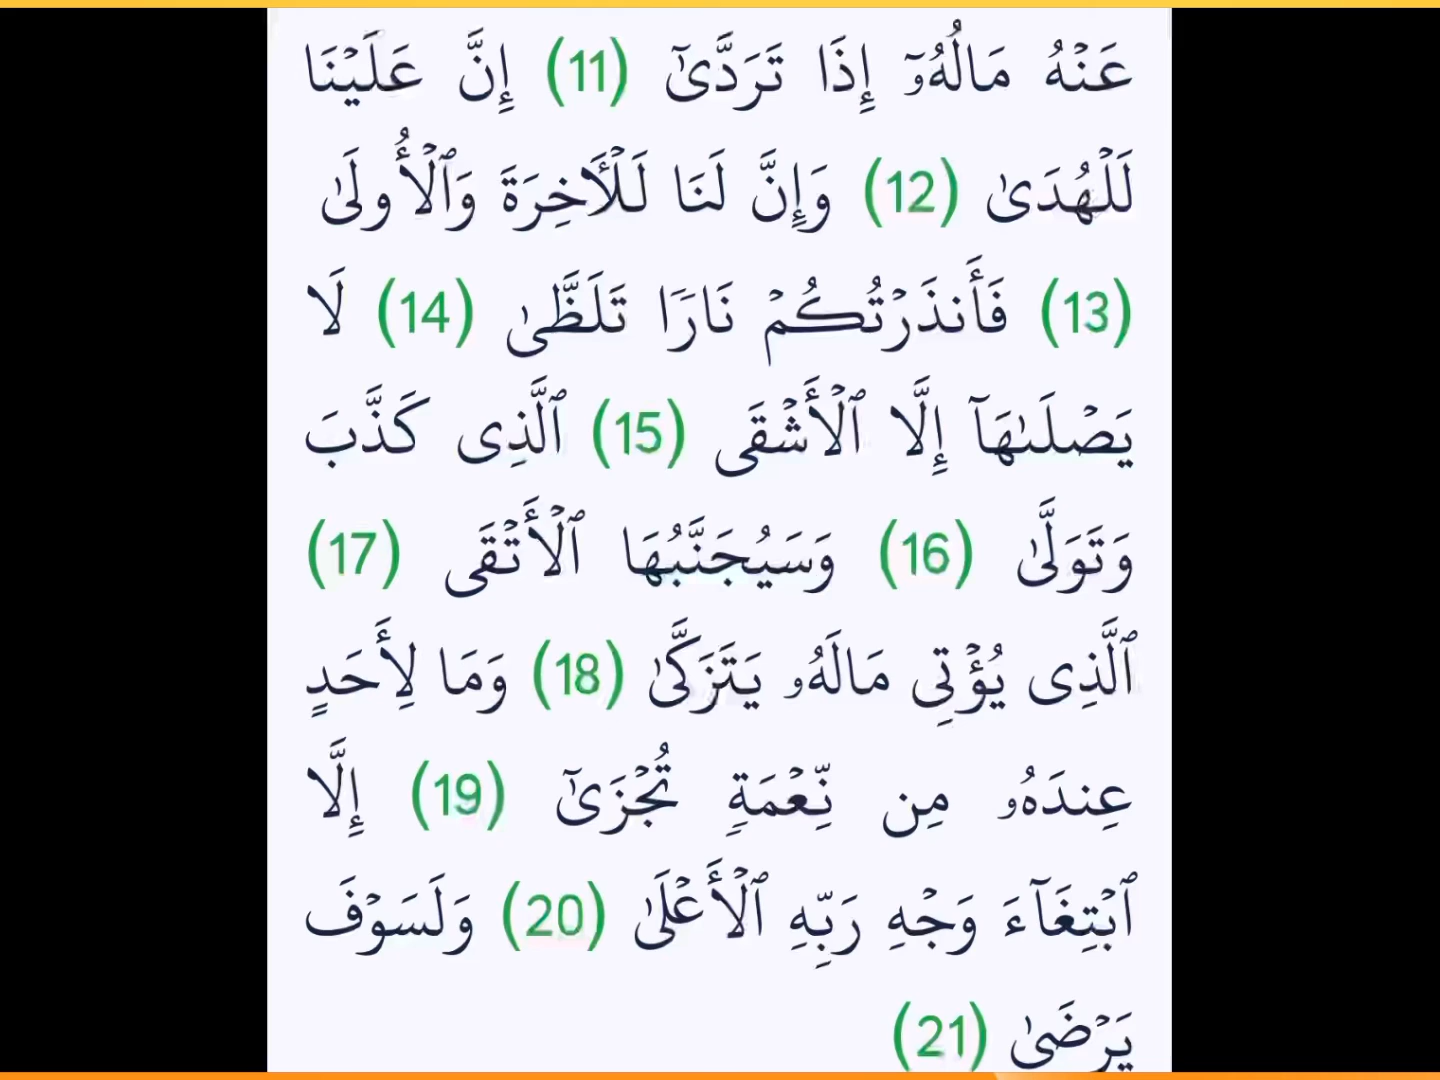 عَنْهُ مَالُهُۥٓ إِذَا تَرَدَّىٰٓ (11) إِنَّ عَلَيْنَا
لَلْهُدَىٰ (12) وَإِنَّ لَنَا لَلْـَٔاخِرَةَ وَٱلْأُولَىٰ
(13) فَأَنذَرْتُكُمْ نَارًا تَلَظَّىٰ (14) لَا
يَصْلَىٰهَآ إِلَّا ٱلْأَشْقَى (15) ٱلَّذِى كَذَّبَ
وَتَوَلَّىٰ (16) وَسَيُجَنَّبُهَا ٱلْأَتْقَى (17)
ٱلَّذِى يُؤْتِى مَالَهُۥ يَتَزَكَّىٰ (18) وَمَا لِأَحَدٍ
عِندَهُۥ مِن نِّعْمَةٍ تُجْزَىٰٓ (19) إِلَّا
ٱبْتِغَآءَ وَجْهِ رَبِّهِ ٱلْأَعْلَىٰ (20) وَلَسَوْفَ
يَرْضَىٰ (21)